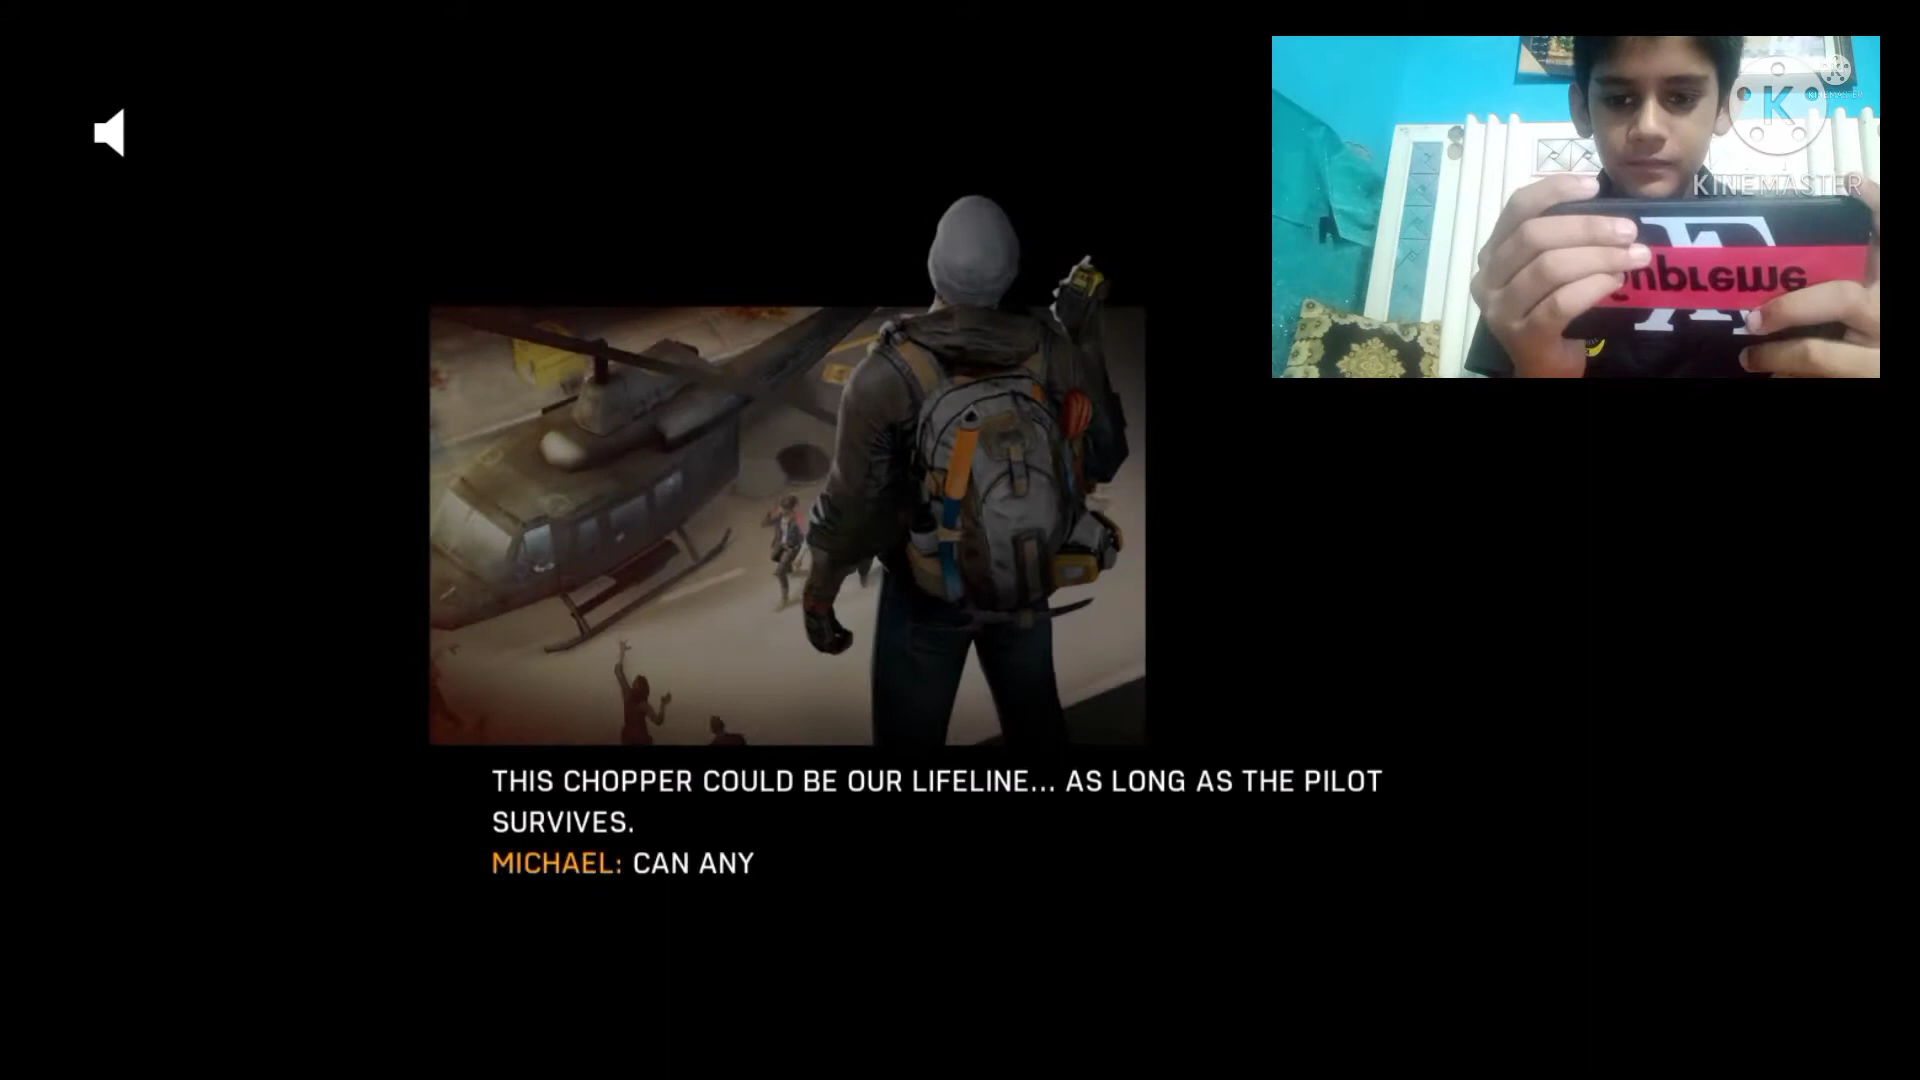 KINEMASTER
Supreme
THIS CHOPPER COULD BE OUR LIFELINE... AS LONG AS THE PILOT
SURVIVES.
MICHAEL: CAN ANY